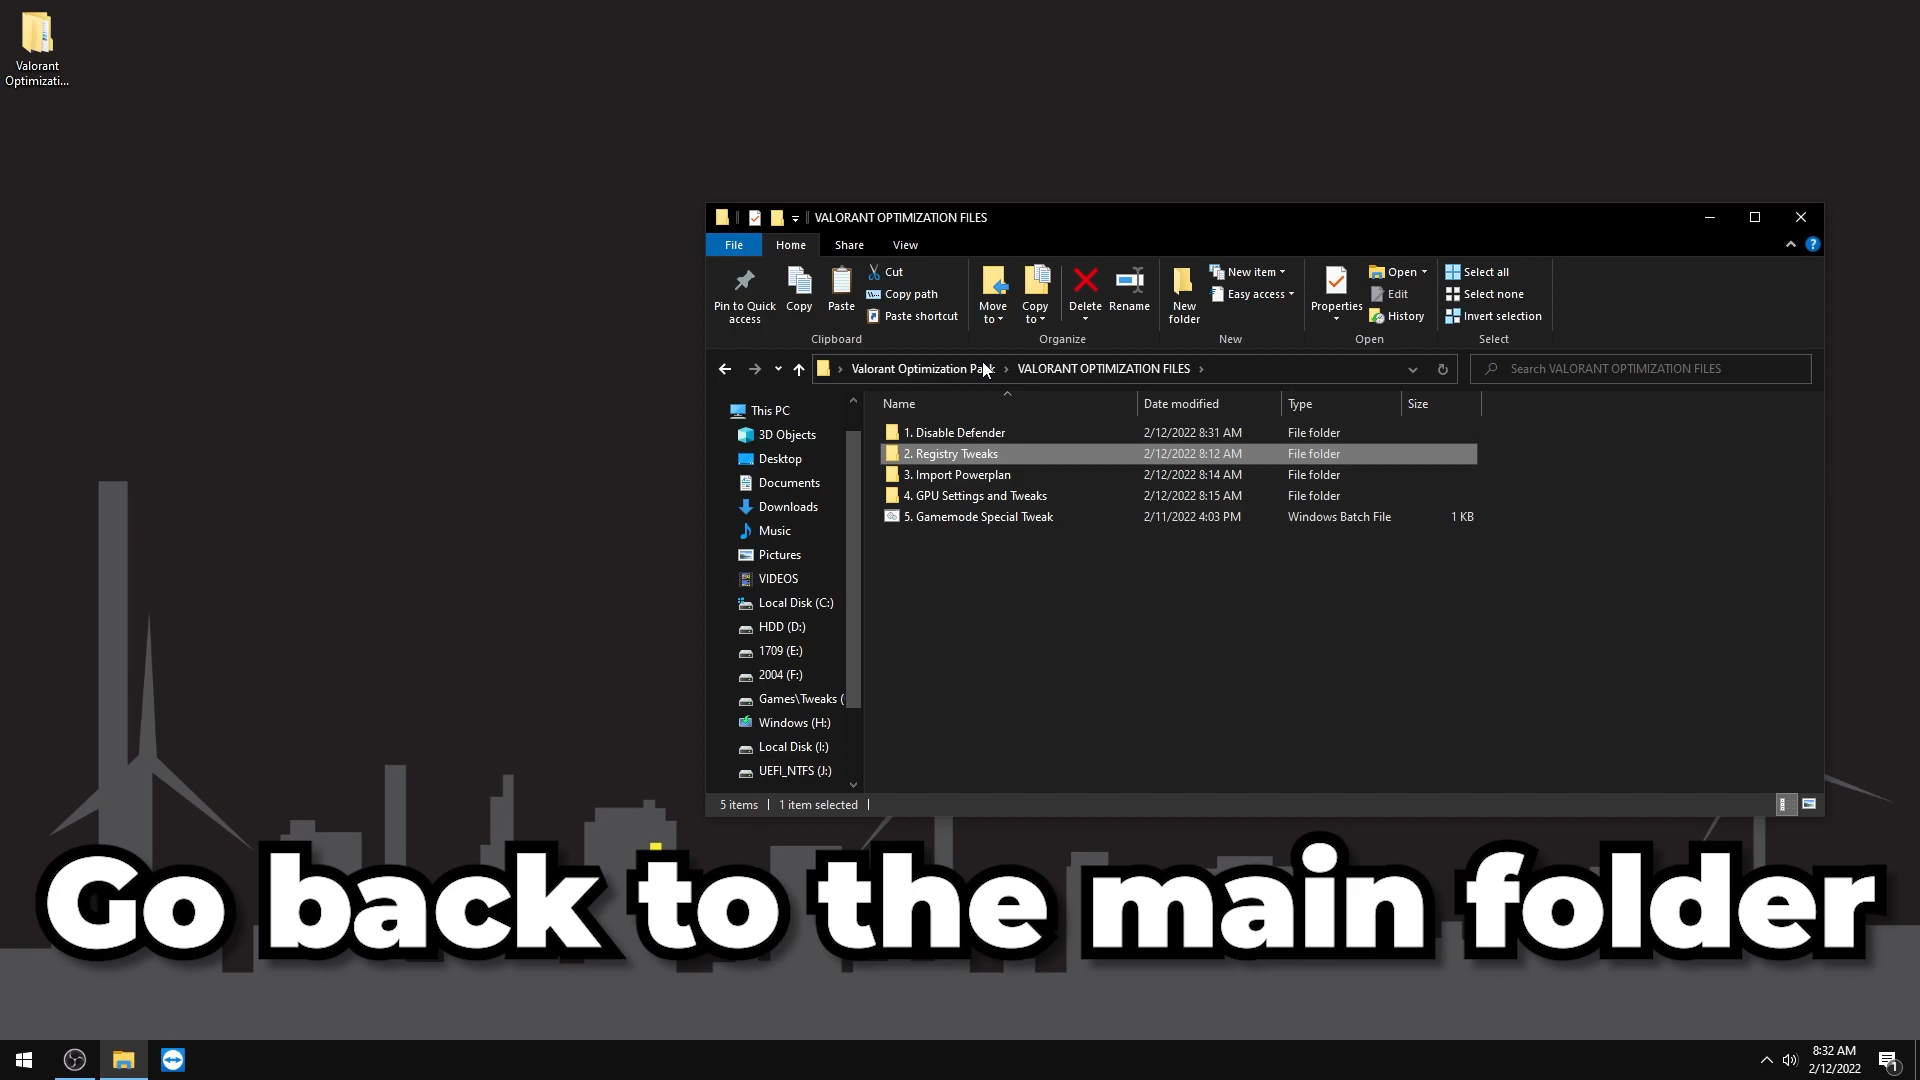 Valorant
Optimizati...
VALORANT OPTIMIZATION FILES
File
Home
Share
View
Pin to Quick
access
Copy
Paste
Cut
Copy path
Paste shortcut
Clipboard
Move
to
Copy
to
Delete
Rename
Organize
New
folder
New item
Easy access
New
Properties
Open
Edit
History
Open
Select all
Select none
Invert selection
Select
Valorant Optimization Pack
VALORANT OPTIMIZATION FILES
Search VALORANT OPTIMIZATION FILES
Name
Date modified
Type
Size
1. Disable Defender 2/12/2022 8:31 AM File folder
2. Registry Tweaks 2/12/2022 8:12 AM File folder
3. Import Powerplan 2/12/2022 8:14 AM File folder
4. GPU Settings and Tweaks 2/12/2022 8:15 AM File folder
5. Gamemode Special Tweak 2/11/2022 4:03 PM Windows Batch File 1 KB
This PC
3D Objects
Desktop
Documents
Downloads
Music
Pictures
VIDEOS
Local Disk (C:)
HDD (D:)
1709 (E:)
2004 (F:)
Games\Tweaks (
Windows (H:)
Local Disk (I:)
UEFI_NTFS (J:)
5 items
1 item selected
Go back to the main folder
8:32 AM
2/12/2022
1